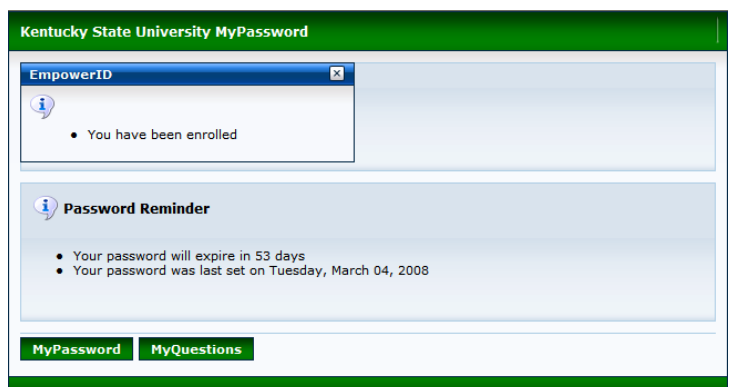 Kentucky State University MyPassword
EmpowerID
You have been enrolled
Password Reminder
Your password will expire in 53 days
Your password was last set on Tuesday, March 04, 2008
MyPassword MyQuestions